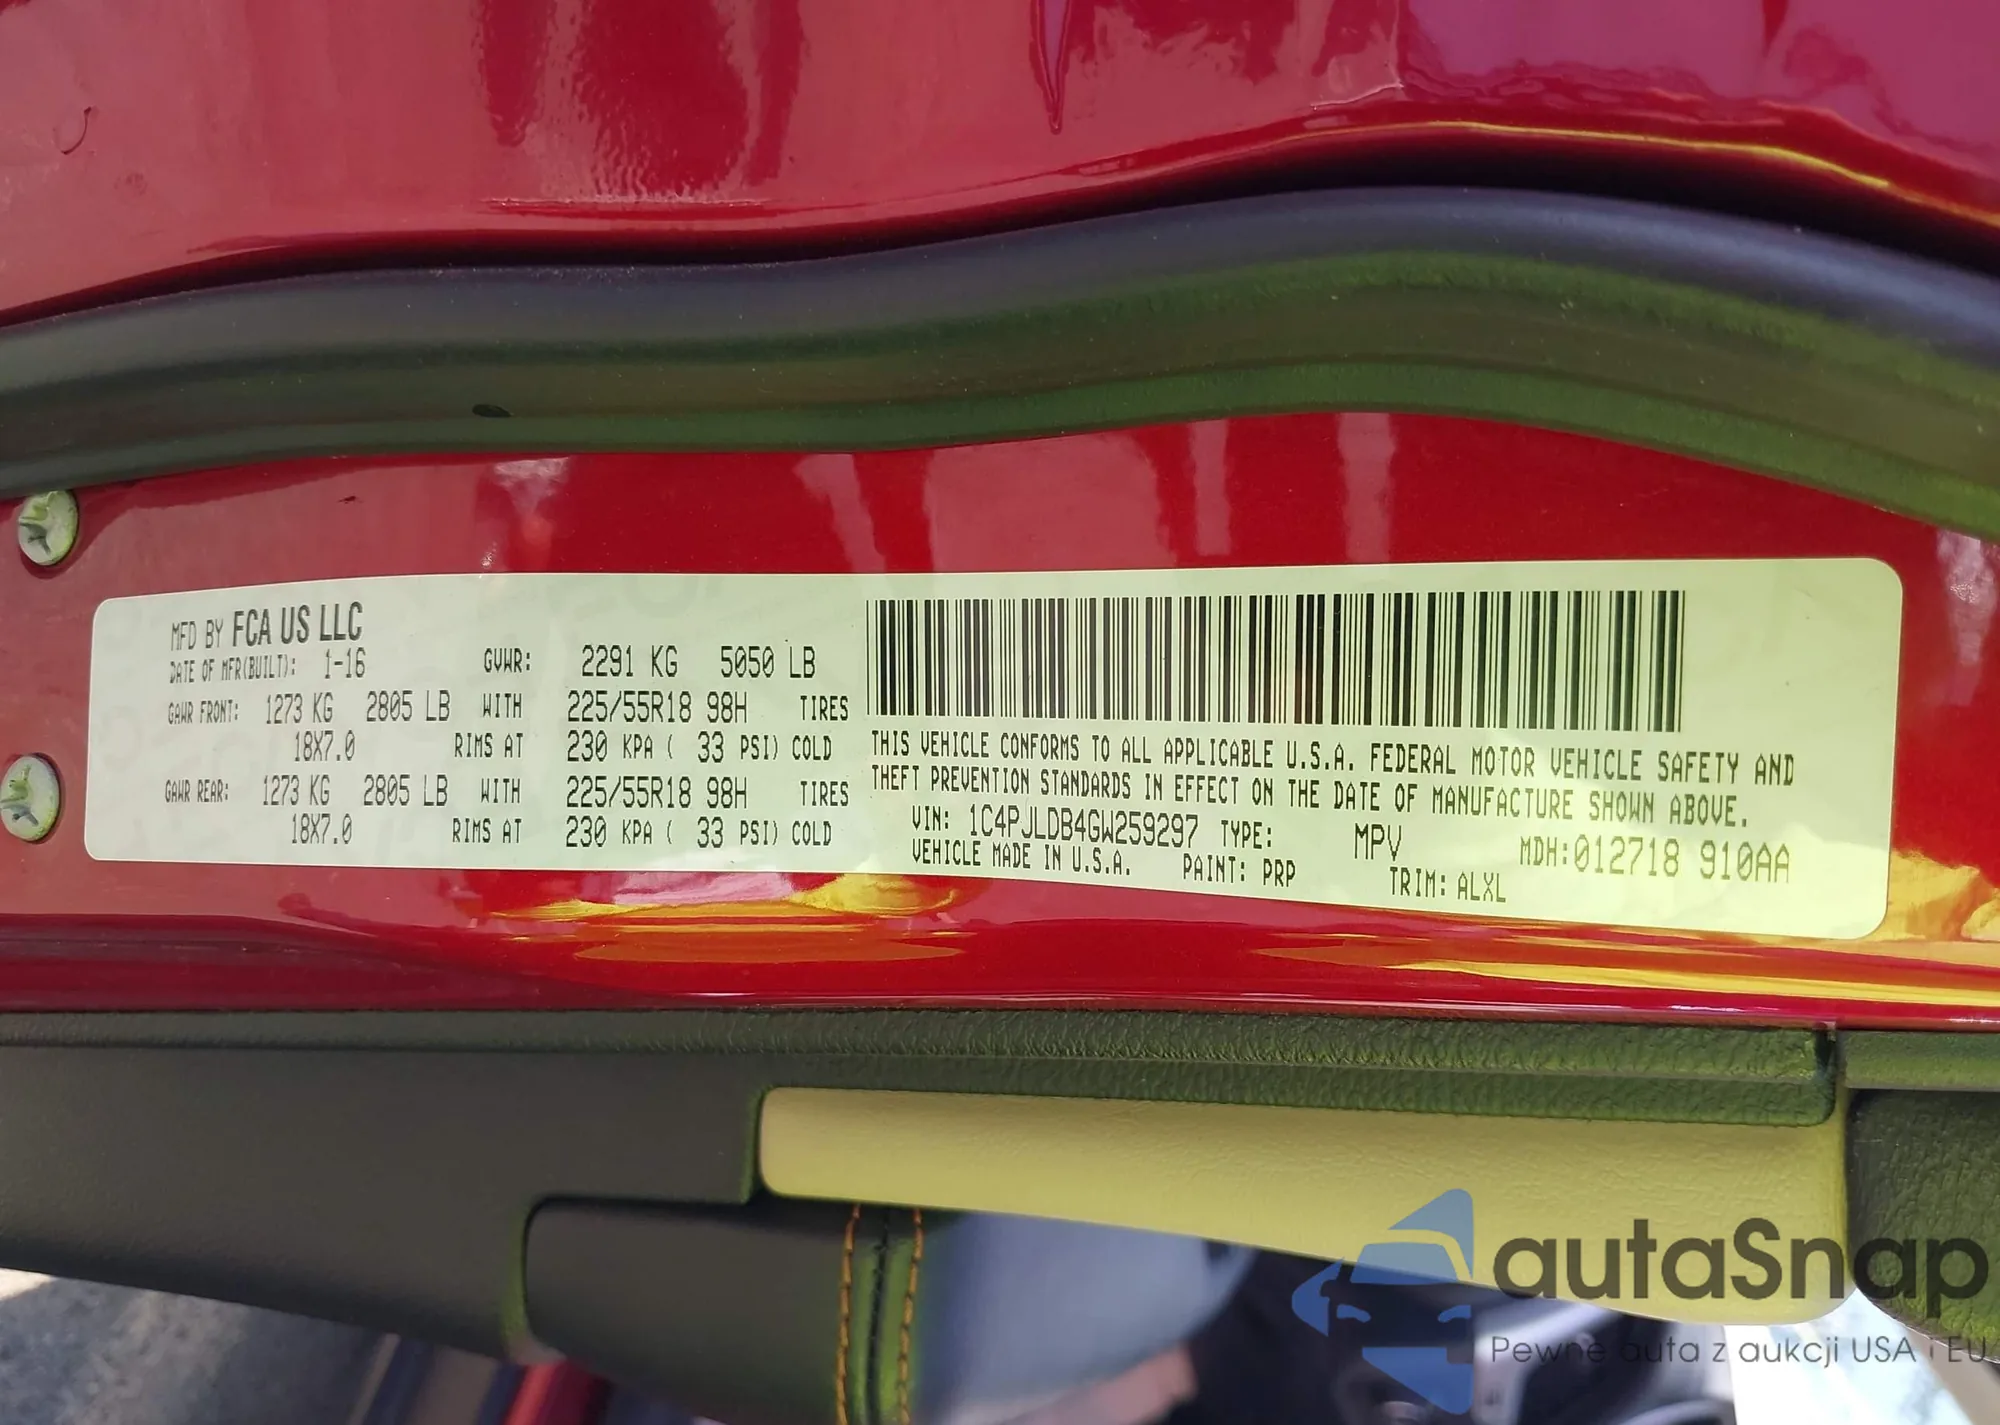 MFD BY FCA US LLC
DATE OF MFR(BUILT): 1-16 GVWR: 2291 KG 5050 LB
GAWR FRONT: 1273 KG 2805 LB WITH 225/55R18 98H TIRES
18X7.0 RIMS AT 230 KPA ( 33 PSI) COLD
GAWR REAR: 1273 KG 2805 LB WITH 225/55R18 98H TIRES
18X7.0 RIMS AT 230 KPA ( 33 PSI) COLD
THIS VEHICLE CONFORMS TO ALL APPLICABLE U.S.A. FEDERAL MOTOR VEHICLE SAFETY AND
THEFT PREVENTION STANDARDS IN EFFECT ON THE DATE OF MANUFACTURE SHOWN ABOVE.
VIN: 1C4PJLDB4GW259297 TYPE: MPV MDH:012718 910AA
VEHICLE MADE IN U.S.A. PAINT: PRP TRIM: ALXL
autaSnap
Pewne auta z aukcji USA i EU